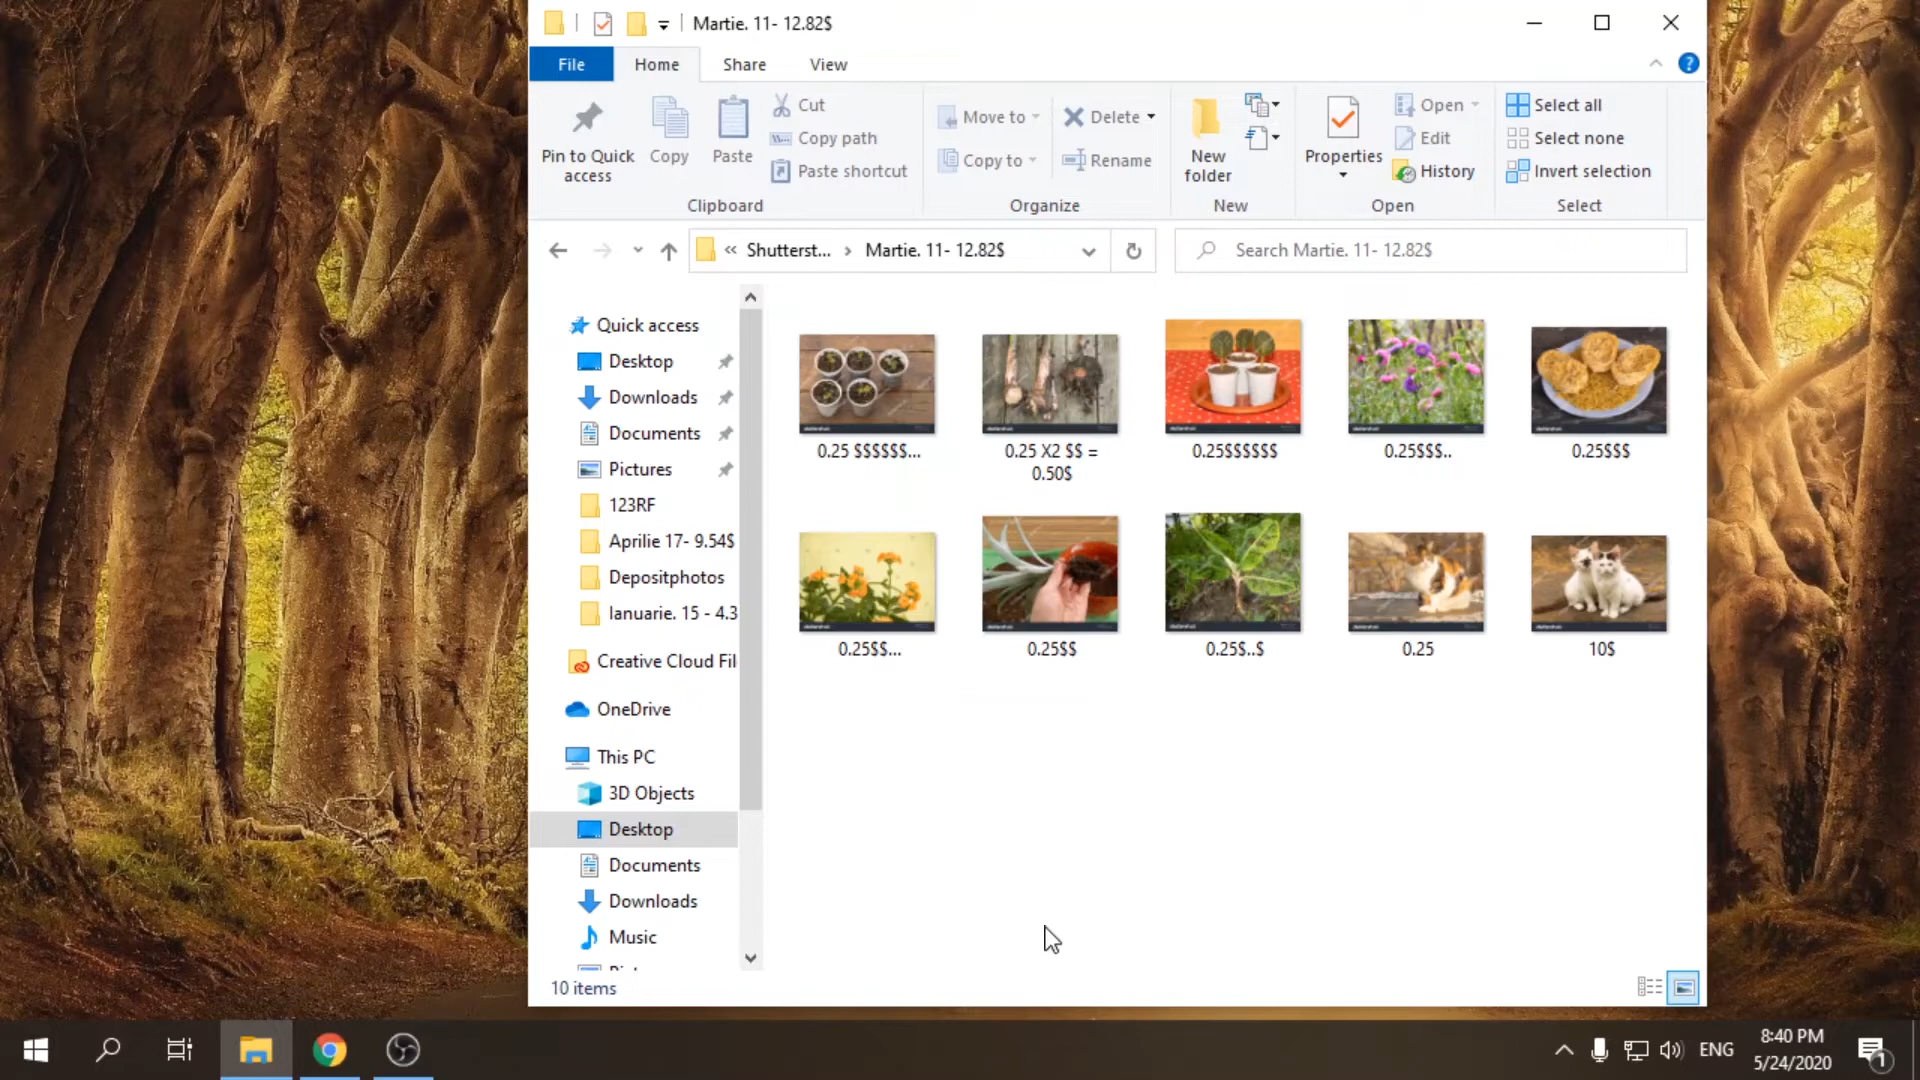 Martie. 11- 12.82$
File Home Share View
Pin to Quick access
Copy
Paste
Cut
Copy path
Paste shortcut
Clipboard
Move to
Copy to
Delete
Rename
Organize
New folder
New
Properties
Open
Edit
History
Open
Select all
Select none
Invert selection
Select
« Shutterst... › Martie. 11- 12.82$
Search Martie. 11- 12.82$
Quick access
Desktop
Downloads
Documents
Pictures
123RF
Aprilie 17- 9.54$
Depositphotos
Ianuarie. 15 - 4.3
Creative Cloud Fil
OneDrive
This PC
3D Objects
Desktop
Documents
Downloads
Music
0.25 $$$$$$...
0.25 X2 $$ =
0.50$
0.25$$$$$$
0.25$$$..
0.25$$$
0.25$$...
0.25$$
0.25$..$
0.25
10$
10 items
ENG
8:40 PM
5/24/2020
1